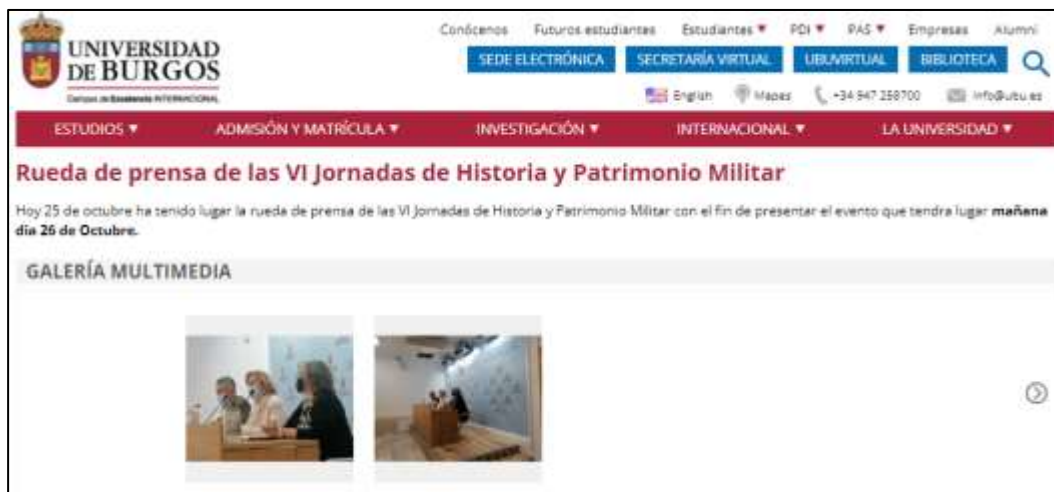 UNIVERSIDAD
DE BURGOS
Campus de Excelencia INTERNACIONAL
Conócenos Futuros estudiantes Estudiantes PDI PAS Empresas Alumni
SEDE ELECTRÓNICA SECRETARÍA VIRTUAL UBUVIRTUAL BIBLIOTECA
English Mapas +34 947 258700 info@ubu.es
ESTUDIOS ADMISIÓN Y MATRÍCULA INVESTIGACIÓN INTERNACIONAL LA UNIVERSIDAD
Rueda de prensa de las VI Jornadas de Historia y Patrimonio Militar
Hoy 25 de octubre ha tenido lugar la rueda de prensa de las VI Jornadas de Historia y Patrimonio Militar con el fin de presentar el evento que tendra lugar mañana
día 26 de Octubre.
GALERÍA MULTIMEDIA